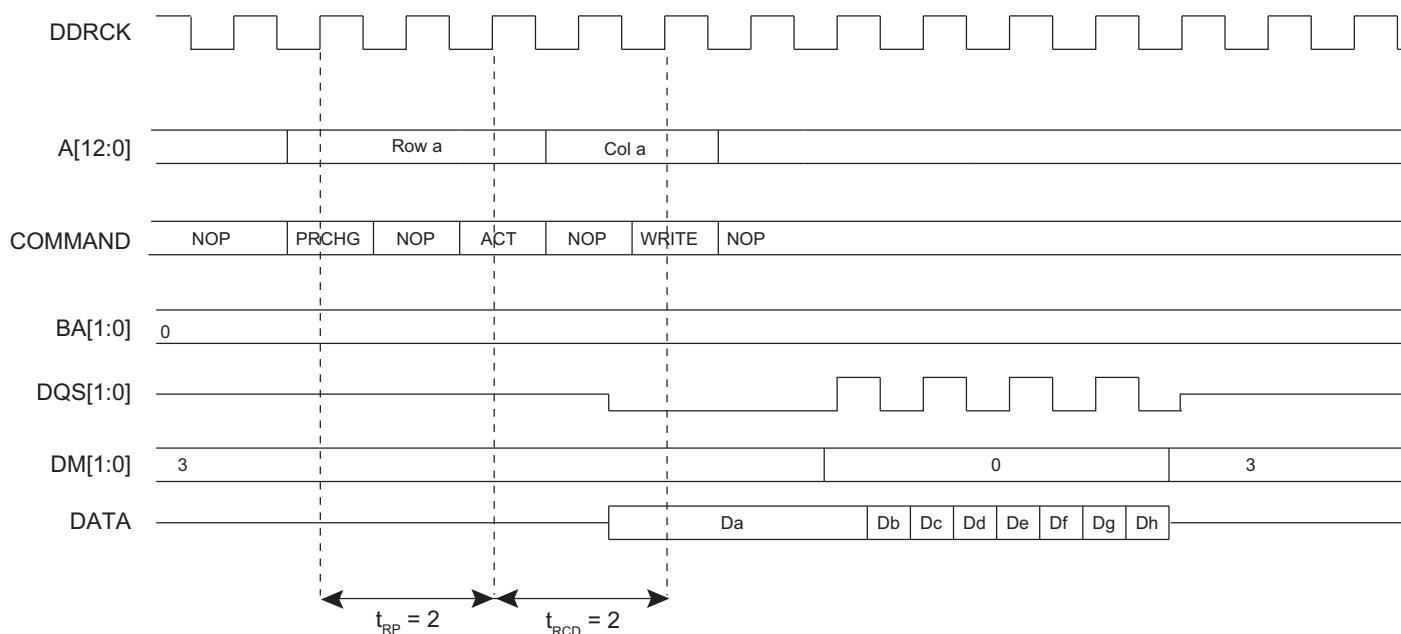 DDRCK
A[12:0] Row a Col a
COMMAND NOP PRCHG NOP ACT NOP WRITE NOP
BA[1:0] 0
DQS[1:0]
DM[1:0] 3 0 3
DATA Da Db Dc Dd De Df Dg Dh
tRP = 2 tRCD = 2